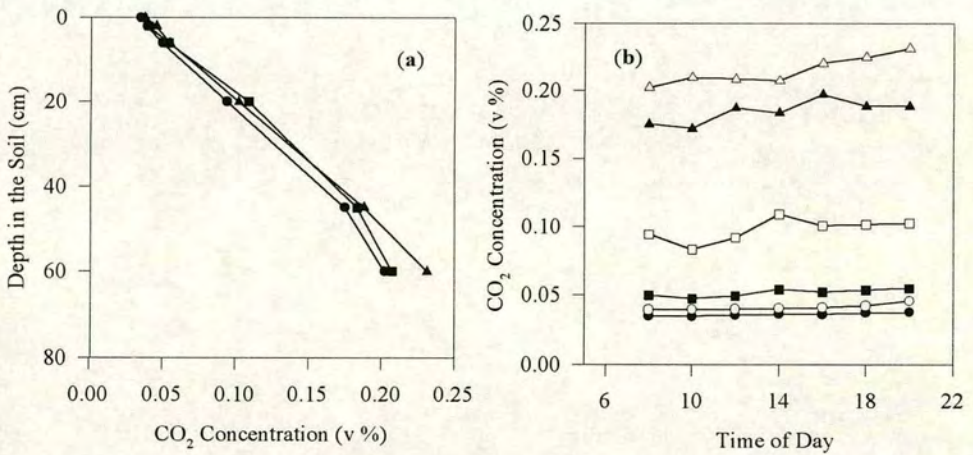 (a)
0
20
40
60
80
Depth in the Soil (cm)
0.00 0.05 0.10 0.15 0.20 0.25
CO₂ Concentration (v %)
(b)
0.25
0.20
0.15
0.10
0.05
0.00
CO₂ Concentration (v %)
6 10 14 18 22
Time of Day